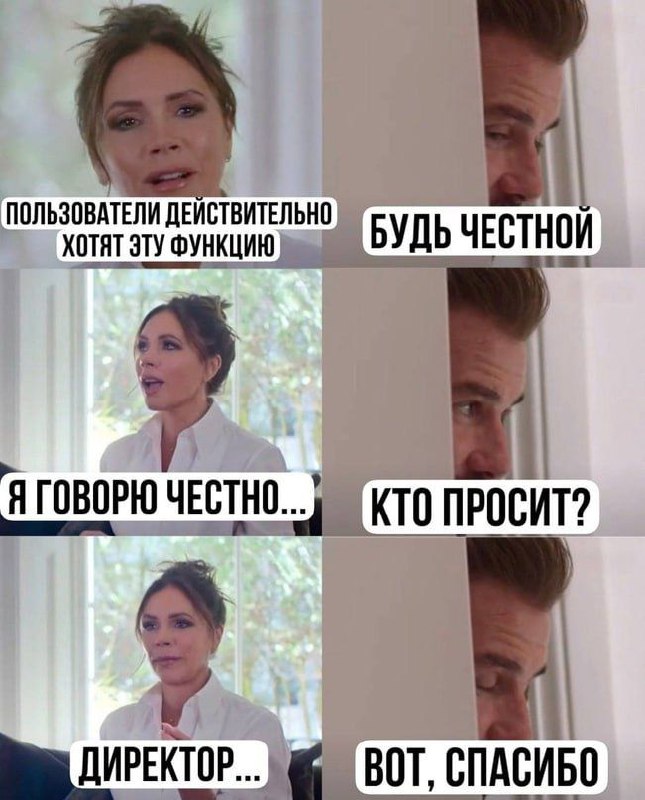 ПОЛЬЗОВАТЕЛИ ДЕЙСТВИТЕЛЬНО
ХОТЯТ ЭТУ ФУНКЦИЮ
БУДЬ ЧЕСТНОЙ
Я ГОВОРЮ ЧЕСТНО...
КТО ПРОСИТ?
ДИРЕКТОР...
ВОТ, СПАСИБО